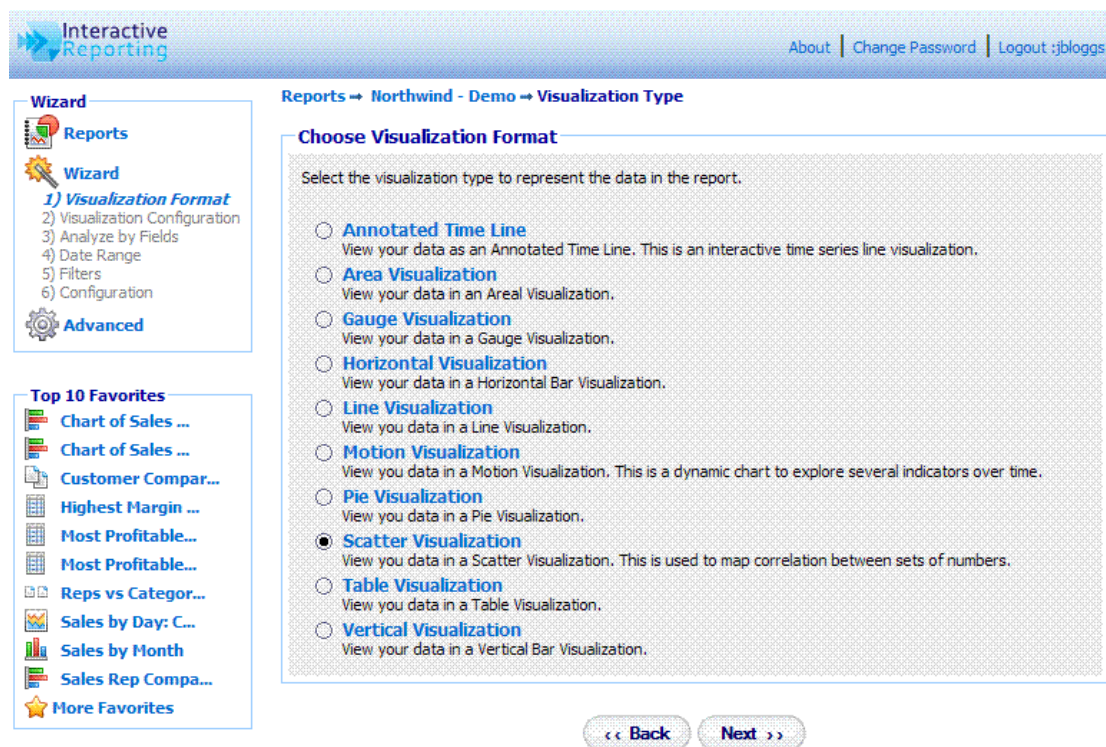 Interactive
Reporting
About | Change Password | Logout :jbloggs
Wizard
Reports
Wizard
1) Visualization Format
2) Visualization Configuration
3) Analyze by Fields
4) Date Range
5) Filters
6) Configuration
Advanced
Top 10 Favorites
Chart of Sales ...
Chart of Sales ...
Customer Compar...
Highest Margin ...
Most Profitable...
Most Profitable...
Reps vs Categor...
Sales by Day: C...
Sales by Month
Sales Rep Compa...
More Favorites
Reports → Northwind - Demo → Visualization Type
Choose Visualization Format
Select the visualization type to represent the data in the report.
Annotated Time Line
View your data as an Annotated Time Line. This is an interactive time series line visualization.
Area Visualization
View your data in an Areal Visualization.
Gauge Visualization
View your data in a Gauge Visualization.
Horizontal Visualization
View your data in a Horizontal Bar Visualization.
Line Visualization
View you data in a Line Visualization.
Motion Visualization
View you data in a Motion Visualization. This is a dynamic chart to explore several indicators over time.
Pie Visualization
View you data in a Pie Visualization.
Scatter Visualization
View you data in a Scatter Visualization. This is used to map correlation between sets of numbers.
Table Visualization
View you data in a Table Visualization.
Vertical Visualization
View your data in a Vertical Bar Visualization.
‹‹ Back
Next ››